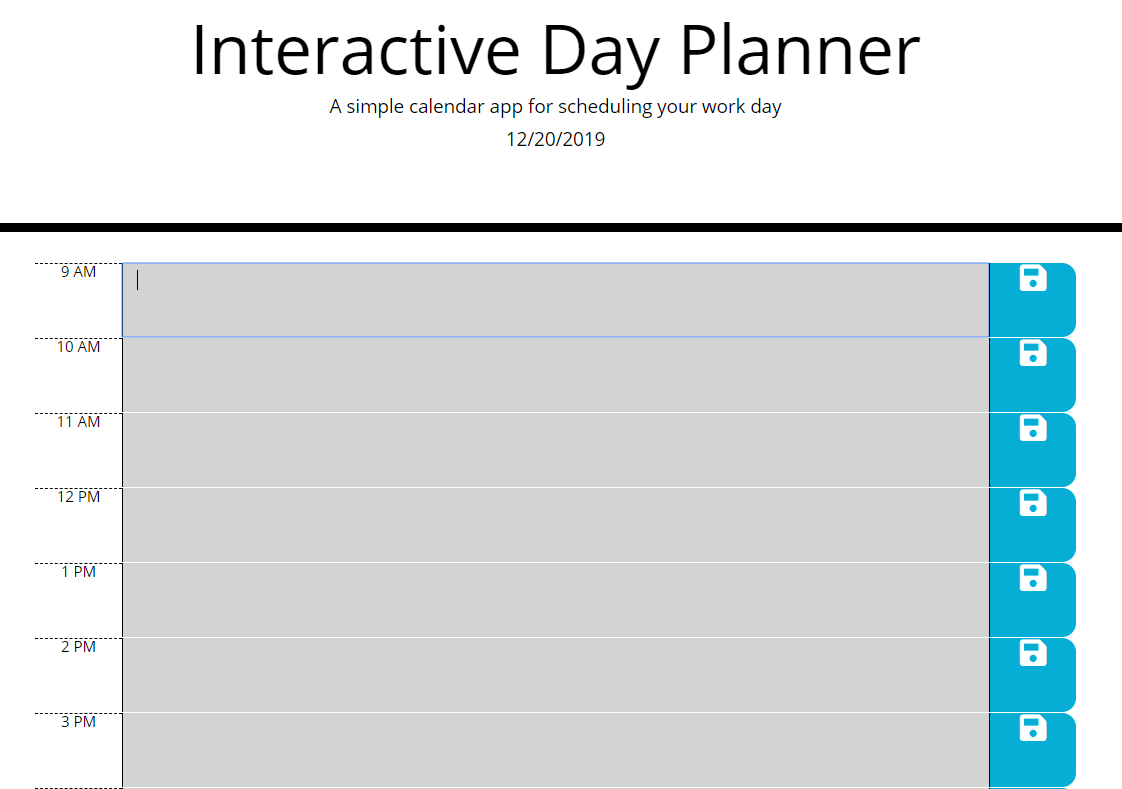 Interactive Day Planner
A simple calendar app for scheduling your work day
12/20/2019
9 AM
10 AM
11 AM
12 PM
1 PM
2 PM
3 PM